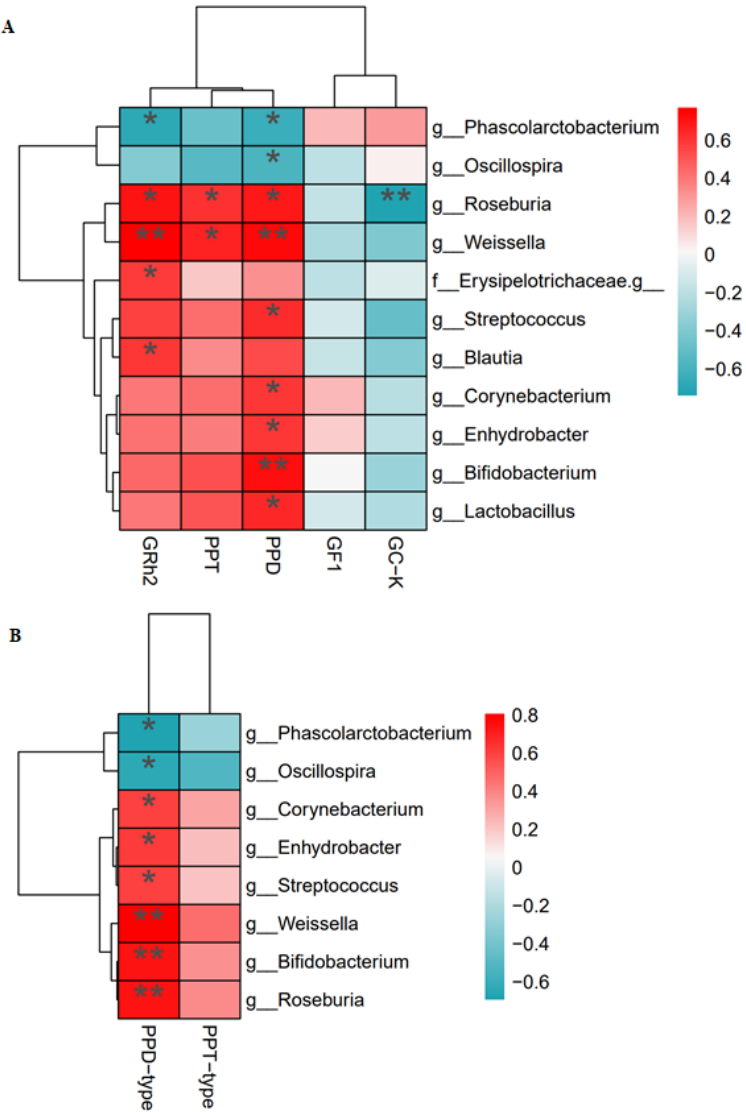 A
* * g__Phascolarctobacterium
* g__Oscillospira
* * * ** g__Roseburia
** * ** g__Weissella
* f__Erysipelotrichaceae.g__
* g__Streptococcus
* g__Blautia
* g__Corynebacterium
* g__Enhydrobacter
** g__Bifidobacterium
* g__Lactobacillus
0.6
0.4
0.2
0
−0.2
−0.4
−0.6
GRh2 PPT PPD GF1 GC−K
B
* g__Phascolarctobacterium
* g__Oscillospira
* g__Corynebacterium
* g__Enhydrobacter
* g__Streptococcus
** g__Weissella
** g__Bifidobacterium
** g__Roseburia
0.8
0.6
0.4
0.2
0
−0.2
−0.4
−0.6
PPD−type PPT−type